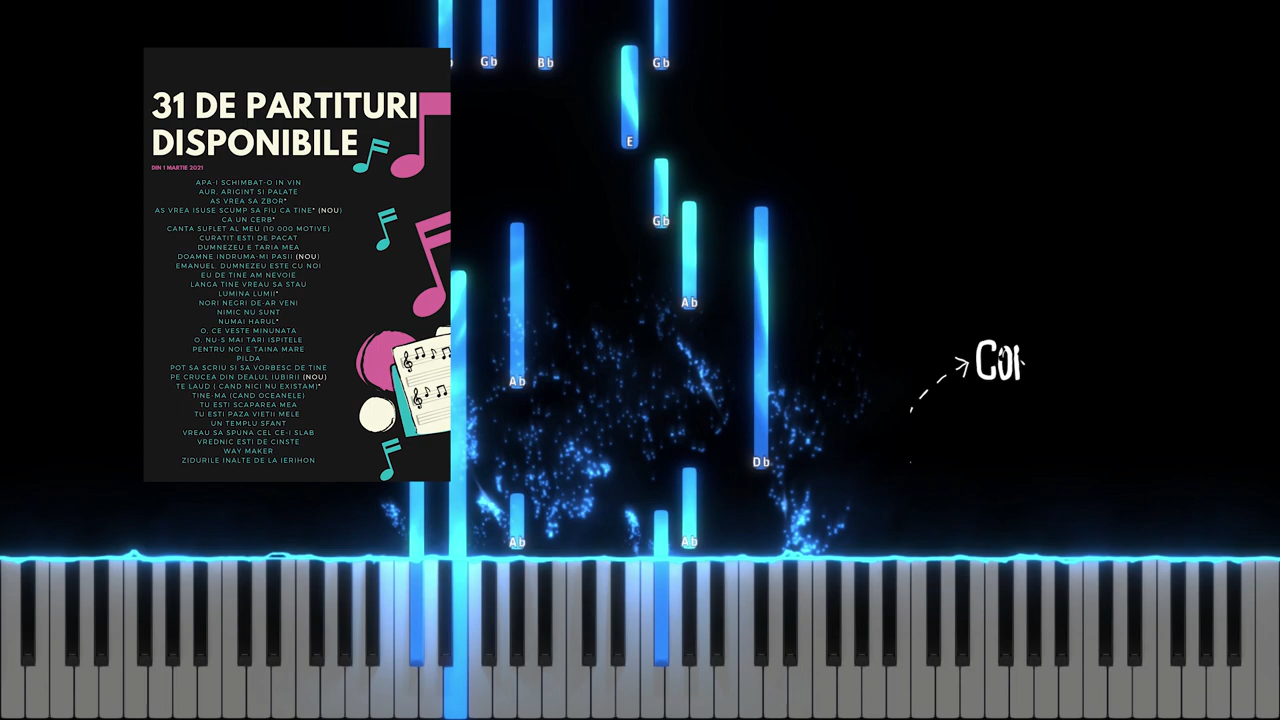 31 DE PARTITURI
DISPONIBILE
DIN 1 MARTIE 2021
APA-I SCHIMBAT-O IN VIN
AUR, ARIGINT SI PALATE
AS VREA SA ZBOR*
AS VREA ISUSE SCUMP SA FIU CA TINE* (NOU)
CA UN CERB*
CANTA SUFLET AL MEU (10 000 MOTIVE)
CURATIT ESTI DE PACAT
DUMNEZEU E TARIA MEA
DOAMNE INDRUMA-MI PASII (NOU)
EMANUEL, DUMNEZEU ESTE CU NOI
EU DE TINE AM NEVOIE
LANGA TINE VREAU SA STAU
LUMINA LUMII*
NORI NEGRI DE-AR VENI
NIMIC NU SUNT
NUMAI HARUL*
O, CE VESTE MINUNATA
O, NU-S MAI TARI ISPITELE
PENTRU NOI E TAINA MARE
PILDA
POT SA SCRIU SI SA VORBESC DE TINE
PE CRUCEA DIN DEALUL IUBIRII (NOU)
TE LAUD ( CAND NICI NU EXISTAM)*
TINE-MA (CAND OCEANELE)
TU ESTI SCAPAREA MEA
TU ESTI PAZA VIETII MELE
UN TEMPLU SFANT
VREAU SA SPUNA CEL CE-I SLAB
VREDNIC ESTI DE CINSTE
WAY MAKER
ZIDURILE INALTE DE LA IERIHON
Gb
Bb
Gb
E
Gb
Ab
Ab
Db
Ab
Ab